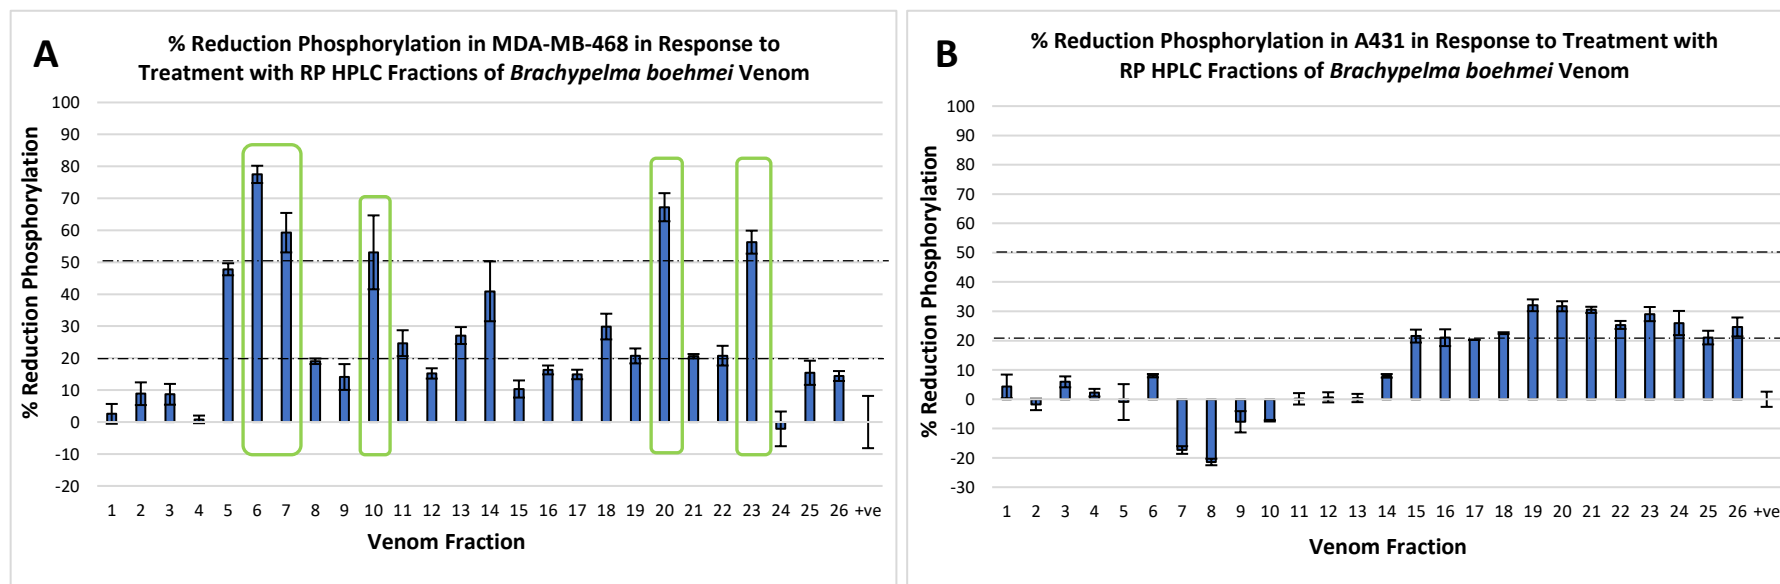 A
% Reduction Phosphorylation in MDA-MB-468 in Response to
Treatment with RP HPLC Fractions of Brachypelma boehmei Venom
% Reduction Phosphorylation
100
90
80
70
60
50
40
30
20
10
0
-10
-20
1 2 3 4 5 6 7 8 9 10 11 12 13 14 15 16 17 18 19 20 21 22 23 24 25 26 +ve
Venom Fraction
B
% Reduction Phosphorylation in A431 in Response to Treatment with
RP HPLC Fractions of Brachypelma boehmei Venom
% Reduction Phosphorylation
100
90
80
70
60
50
40
30
20
10
0
-10
-20
-30
1 2 3 4 5 6 7 8 9 10 11 12 13 14 15 16 17 18 19 20 21 22 23 24 25 26 +ve
Venom Fraction